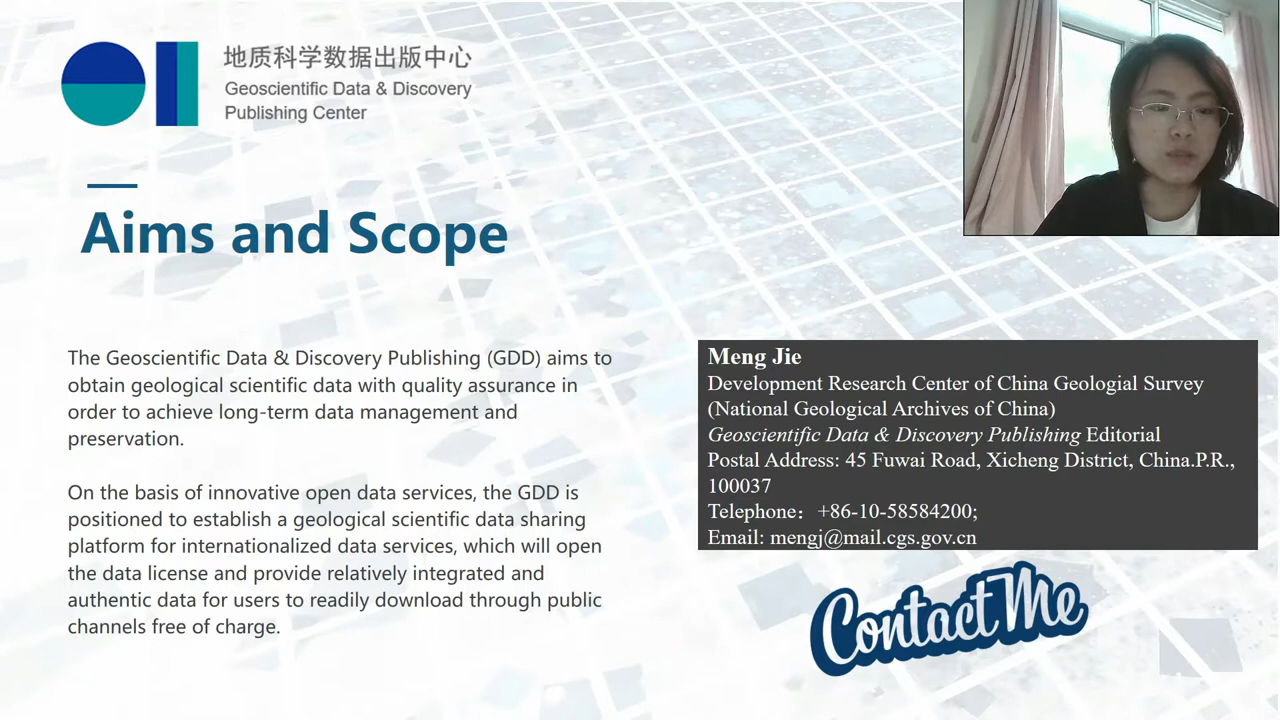 地质科学数据出版中心
Geoscientific Data & Discovery
Publishing Center
Aims and Scope
The Geoscientific Data & Discovery Publishing (GDD) aims to
obtain geological scientific data with quality assurance in
order to achieve long-term data management and
preservation.
On the basis of innovative open data services, the GDD is
positioned to establish a geological scientific data sharing
platform for internationalized data services, which will open
the data license and provide relatively integrated and
authentic data for users to readily download through public
channels free of charge.
Meng Jie
Development Research Center of China Geologial Survey
(National Geological Archives of China)
Geoscientific Data & Discovery Publishing Editorial
Postal Address: 45 Fuwai Road, Xicheng District, China.P.R.,
100037
Telephone：+86-10-58584200;
Email: mengj@mail.cgs.gov.cn
Contact Me